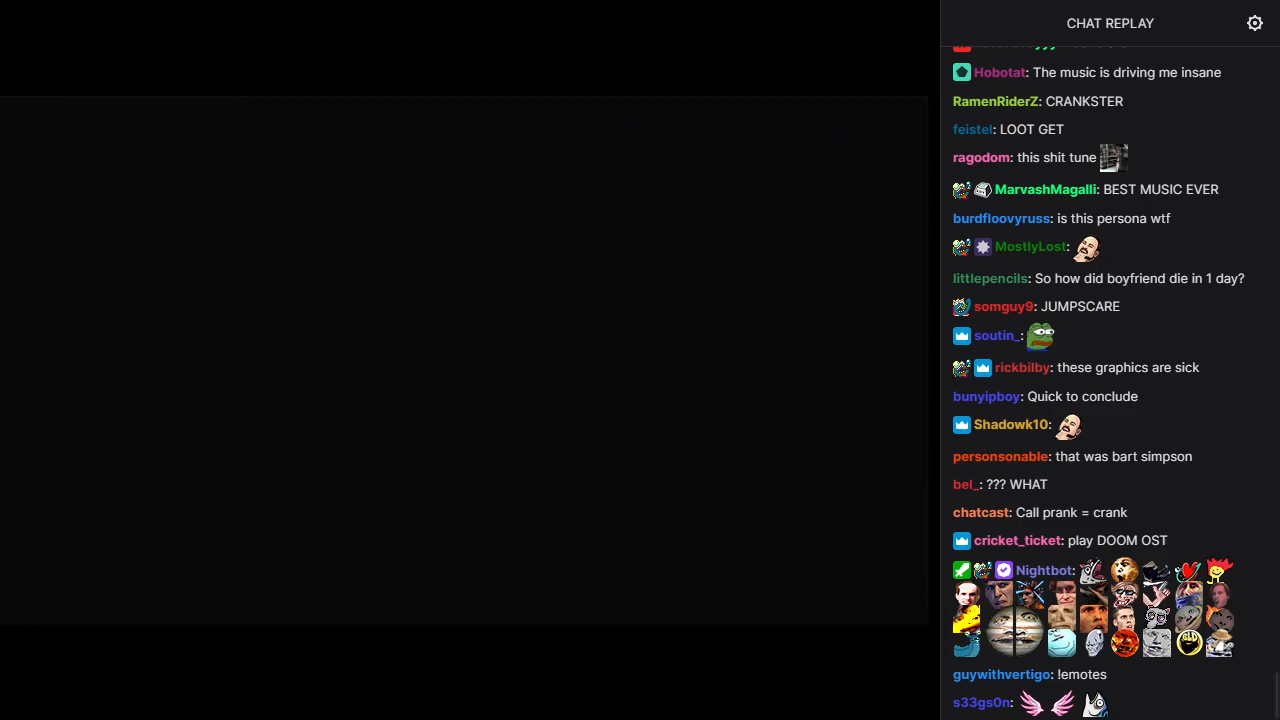 CHAT REPLAY
Hobotat: The music is driving me insane
RamenRiderZ: CRANKSTER
feistel: LOOT GET
ragodom: this shit tune
MarvashMagalli: BEST MUSIC EVER
burdfloovyruss: is this persona wtf
MostlyLost:
littlepencils: So how did boyfriend die in 1 day?
somguy9: JUMPSCARE
soutin_:
rickbilby: these graphics are sick
bunyipboy: Quick to conclude
Shadowk10:
personsonable: that was bart simpson
bel_: ??? WHAT
chatcast: Call prank = crank
cricket_ticket: play DOOM OST
Nightbot:
guywithvertigo: !emotes
s33gs0n: